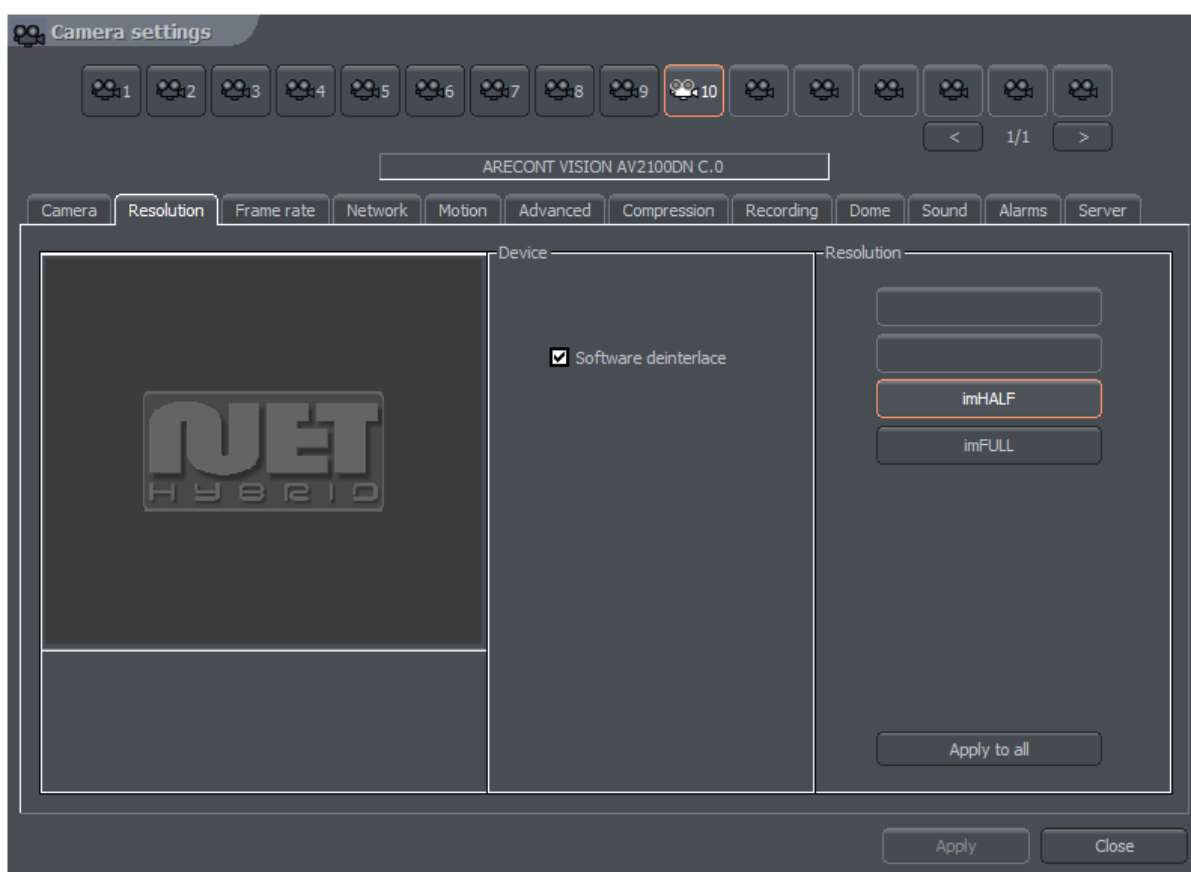 Camera settings
1 2 3 4 5 6 7 8 9 10
< 1/1 >
ARECONT VISION AV2100DN C.0
Camera Resolution Frame rate Network Motion Advanced Compression Recording Dome Sound Alarms Server
Device
Resolution
Software deinterlace
imHALF
imFULL
NET
HYBRID
Apply to all
Apply Close